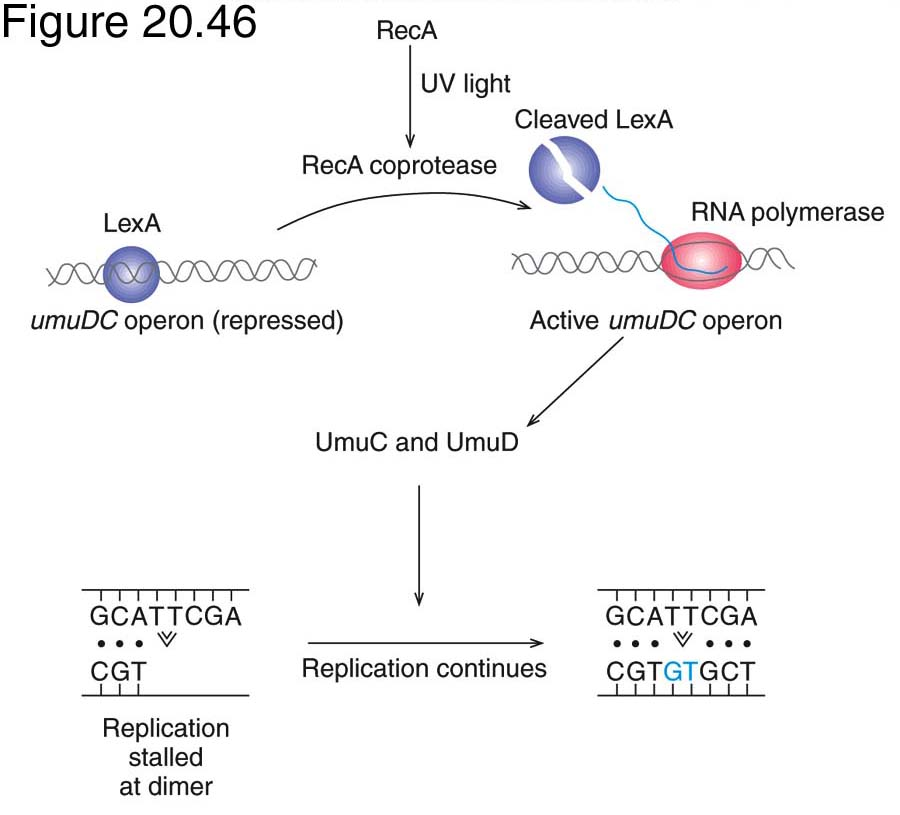 Figure 20.46
RecA
UV light
Cleaved LexA
RecA coprotease
RNA polymerase
LexA
umuDC operon (repressed)
Active umuDC operon
UmuC and UmuD
GCATTCGA
CGT
Replication
stalled
at dimer
Replication continues
GCATTCGA
CGTGTGCT